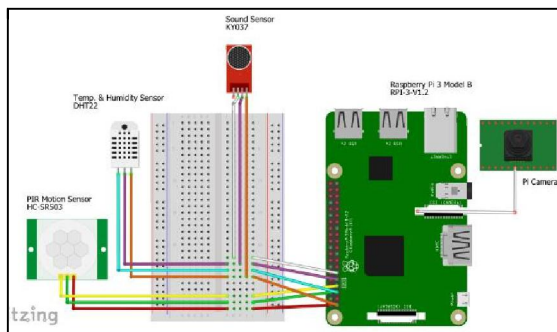 Sound Sensor
KY037
Temp. & Humidity Sensor
DHT22
Raspberry Pi 3 Model B
RPI-3-V1.2
Pi Camera
PIR Motion Sensor
HC-SR503
tzing